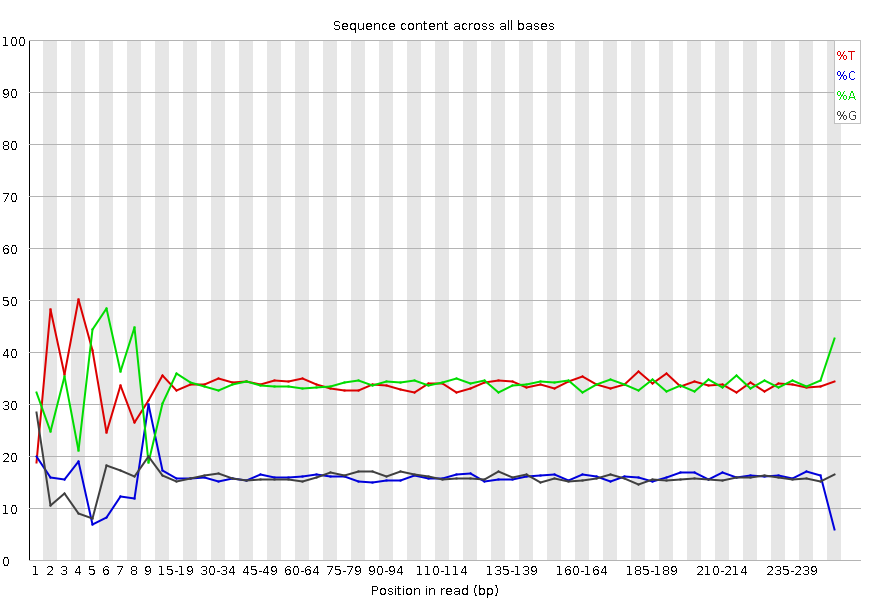 Sequence content across all bases
100
90
80
70
60
50
40
30
20
10
0
%T
%C
%A
%G
1 2 3 4 5 6 7 8 9 15-19 30-34 45-49 60-64 75-79 90-94 110-114 135-139 160-164 185-189 210-214 235-239
Position in read (bp)